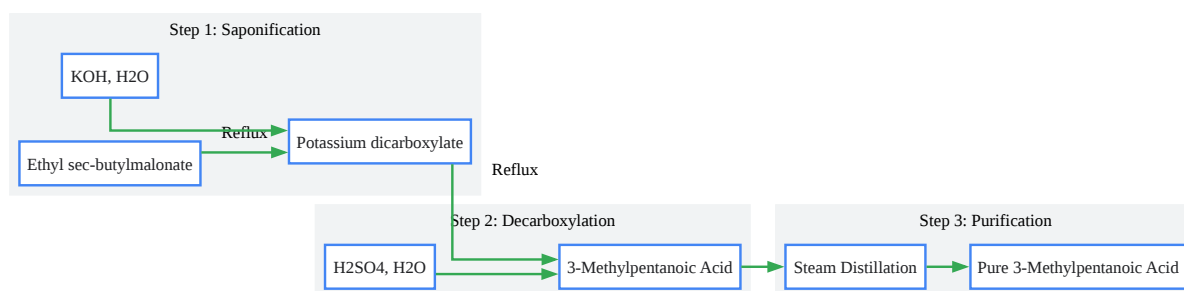 Step 1: Saponification
KOH, H2O
Reflux
Potassium dicarboxylate
Ethyl sec-butylmalonate
Reflux
Step 2: Decarboxylation
H2SO4, H2O
3-Methylpentanoic Acid
Step 3: Purification
Steam Distillation
Pure 3-Methylpentanoic Acid